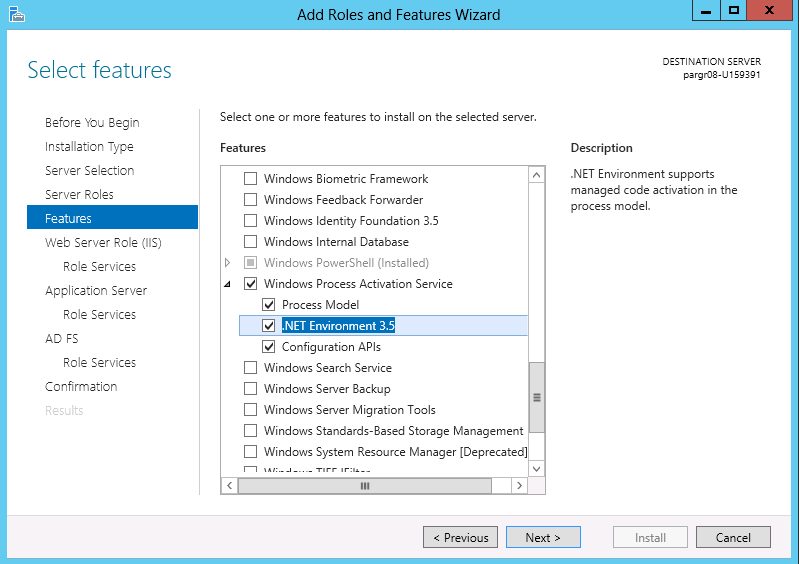 Add Roles and Features Wizard
Select features
DESTINATION SERVER
pargr08-U159391
Before You Begin
Installation Type
Server Selection
Server Roles
Features
Web Server Role (IIS)
Role Services
Application Server
Role Services
AD FS
Role Services
Confirmation
Results
Select one or more features to install on the selected server.
Features
Windows Biometric Framework
Windows Feedback Forwarder
Windows Identity Foundation 3.5
Windows Internal Database
Windows PowerShell (Installed)
Windows Process Activation Service
Process Model
.NET Environment 3.5
Configuration APIs
Windows Search Service
Windows Server Backup
Windows Server Migration Tools
Windows Standards-Based Storage Management
Windows System Resource Manager [Deprecated]
Windows TIFF IFilter
Description
.NET Environment supports
managed code activation in the
process model.
< Previous
Next >
Install
Cancel